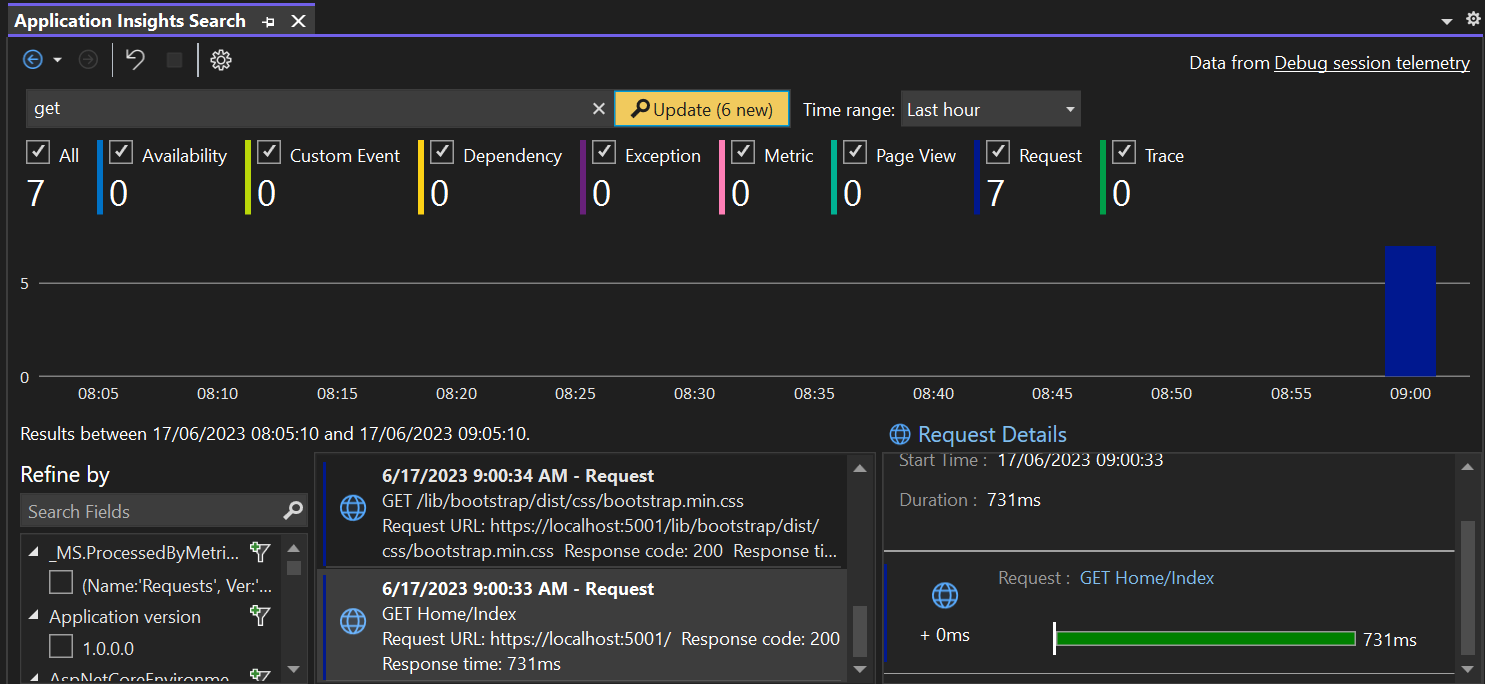 Application Insights Search
Data from Debug session telemetry
get
Update (6 new)
Time range:
Last hour
All
Availability
Custom Event
Dependency
Exception
Metric
Page View
Request
Trace
7
0
0
0
0
0
0
7
0
5
0
08:05
08:10
08:15
08:20
08:25
08:30
08:35
08:40
08:45
08:50
08:55
09:00
Results between 17/06/2023 08:05:10 and 17/06/2023 09:05:10.
Refine by
Search Fields
_MS.ProcessedByMetri...
(Name:'Requests', Ver:'...
Application version
1.0.0.0
AspNetCoreEnvironme...
6/17/2023 9:00:34 AM - Request
GET /lib/bootstrap/dist/css/bootstrap.min.css
Request URL: https://localhost:5001/lib/bootstrap/dist/
css/bootstrap.min.css  Response code: 200  Response ti...
6/17/2023 9:00:33 AM - Request
GET Home/Index
Request URL: https://localhost:5001/  Response code: 200
Response time: 731ms
Request Details
Start Time : 17/06/2023 09:00:33
Duration : 731ms
Request : GET Home/Index
+ 0ms
731ms